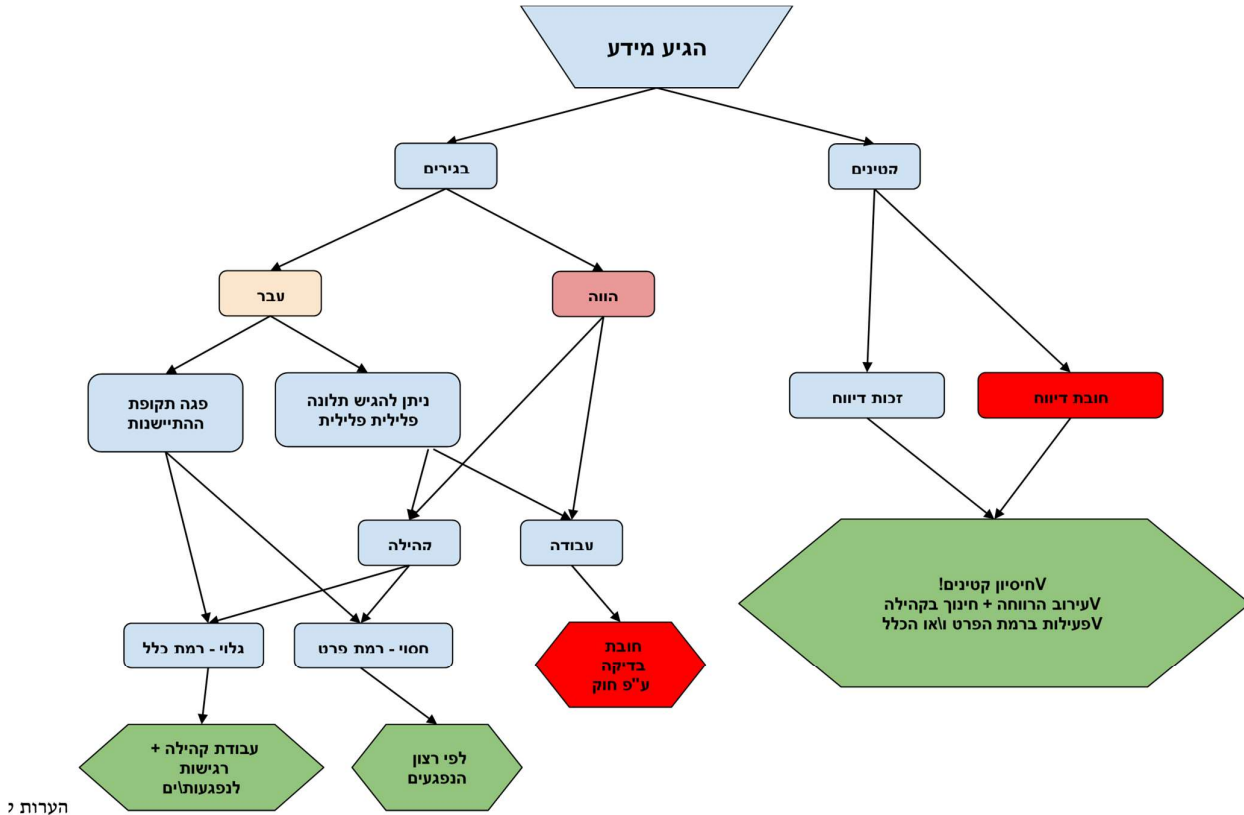 הגיע מידע
בגירים
קטינים
עבר
הווה
פגה תקופת
ההתיישנות
ניתן להגיש תלונה
פלילית פלילית
זכות דיווח
חובת דיווח
קהילה
עבודה
Vחיסיון קטינים!
Vעירוב הרווחה + חינוך בקהילה
Vפעילות ברמת הפרט ו\או הכלל
גלוי - רמת כלל
חסוי - רמת פרט
חובת
בדיקה
ע"פ חוק
עבודת קהילה +
רגישות
לנפגעות\ים
לפי רצון
הנפגעים
הערות